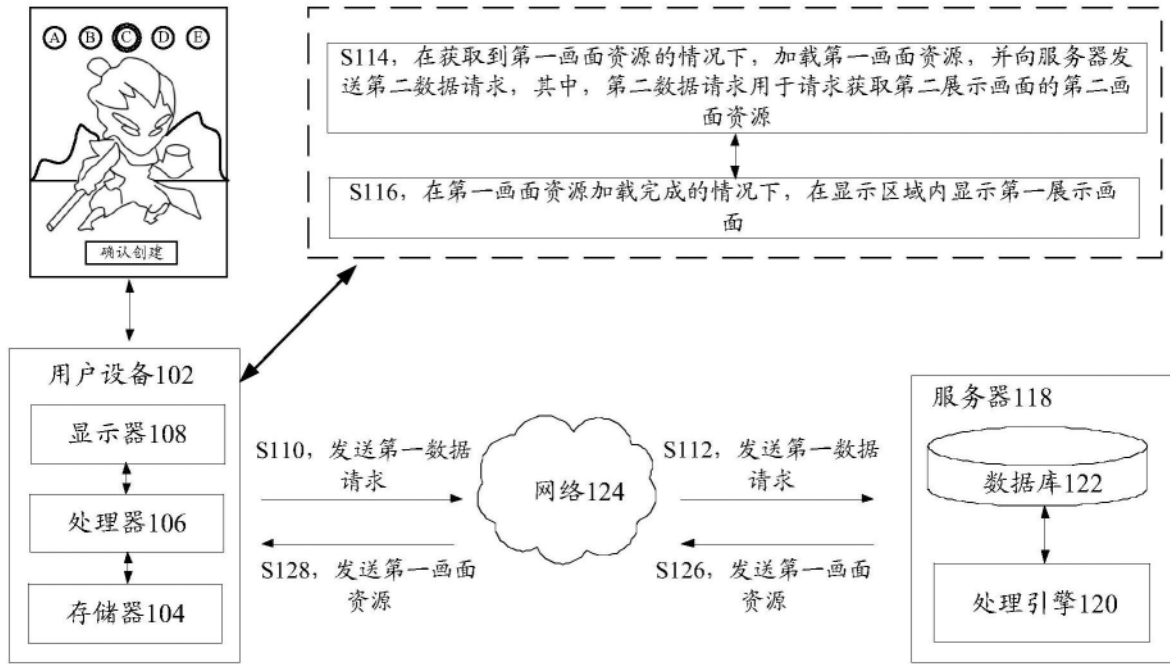 A B C D E
确认创建
S114，在获取到第一画面资源的情况下，加载第一画面资源，并向服务器发
送第二数据请求，其中，第二数据请求用于请求获取第二展示画面的第二画
面资源
S116，在第一画面资源加载完成的情况下，在显示区域内显示第一展示画
面
用户设备102
显示器108
处理器106
存储器104
S110，发送第一数据
请求
S128，发送第一画面
资源
网络124
S112，发送第一数据
请求
S126，发送第一画面
资源
服务器118
数据库122
处理引擎120